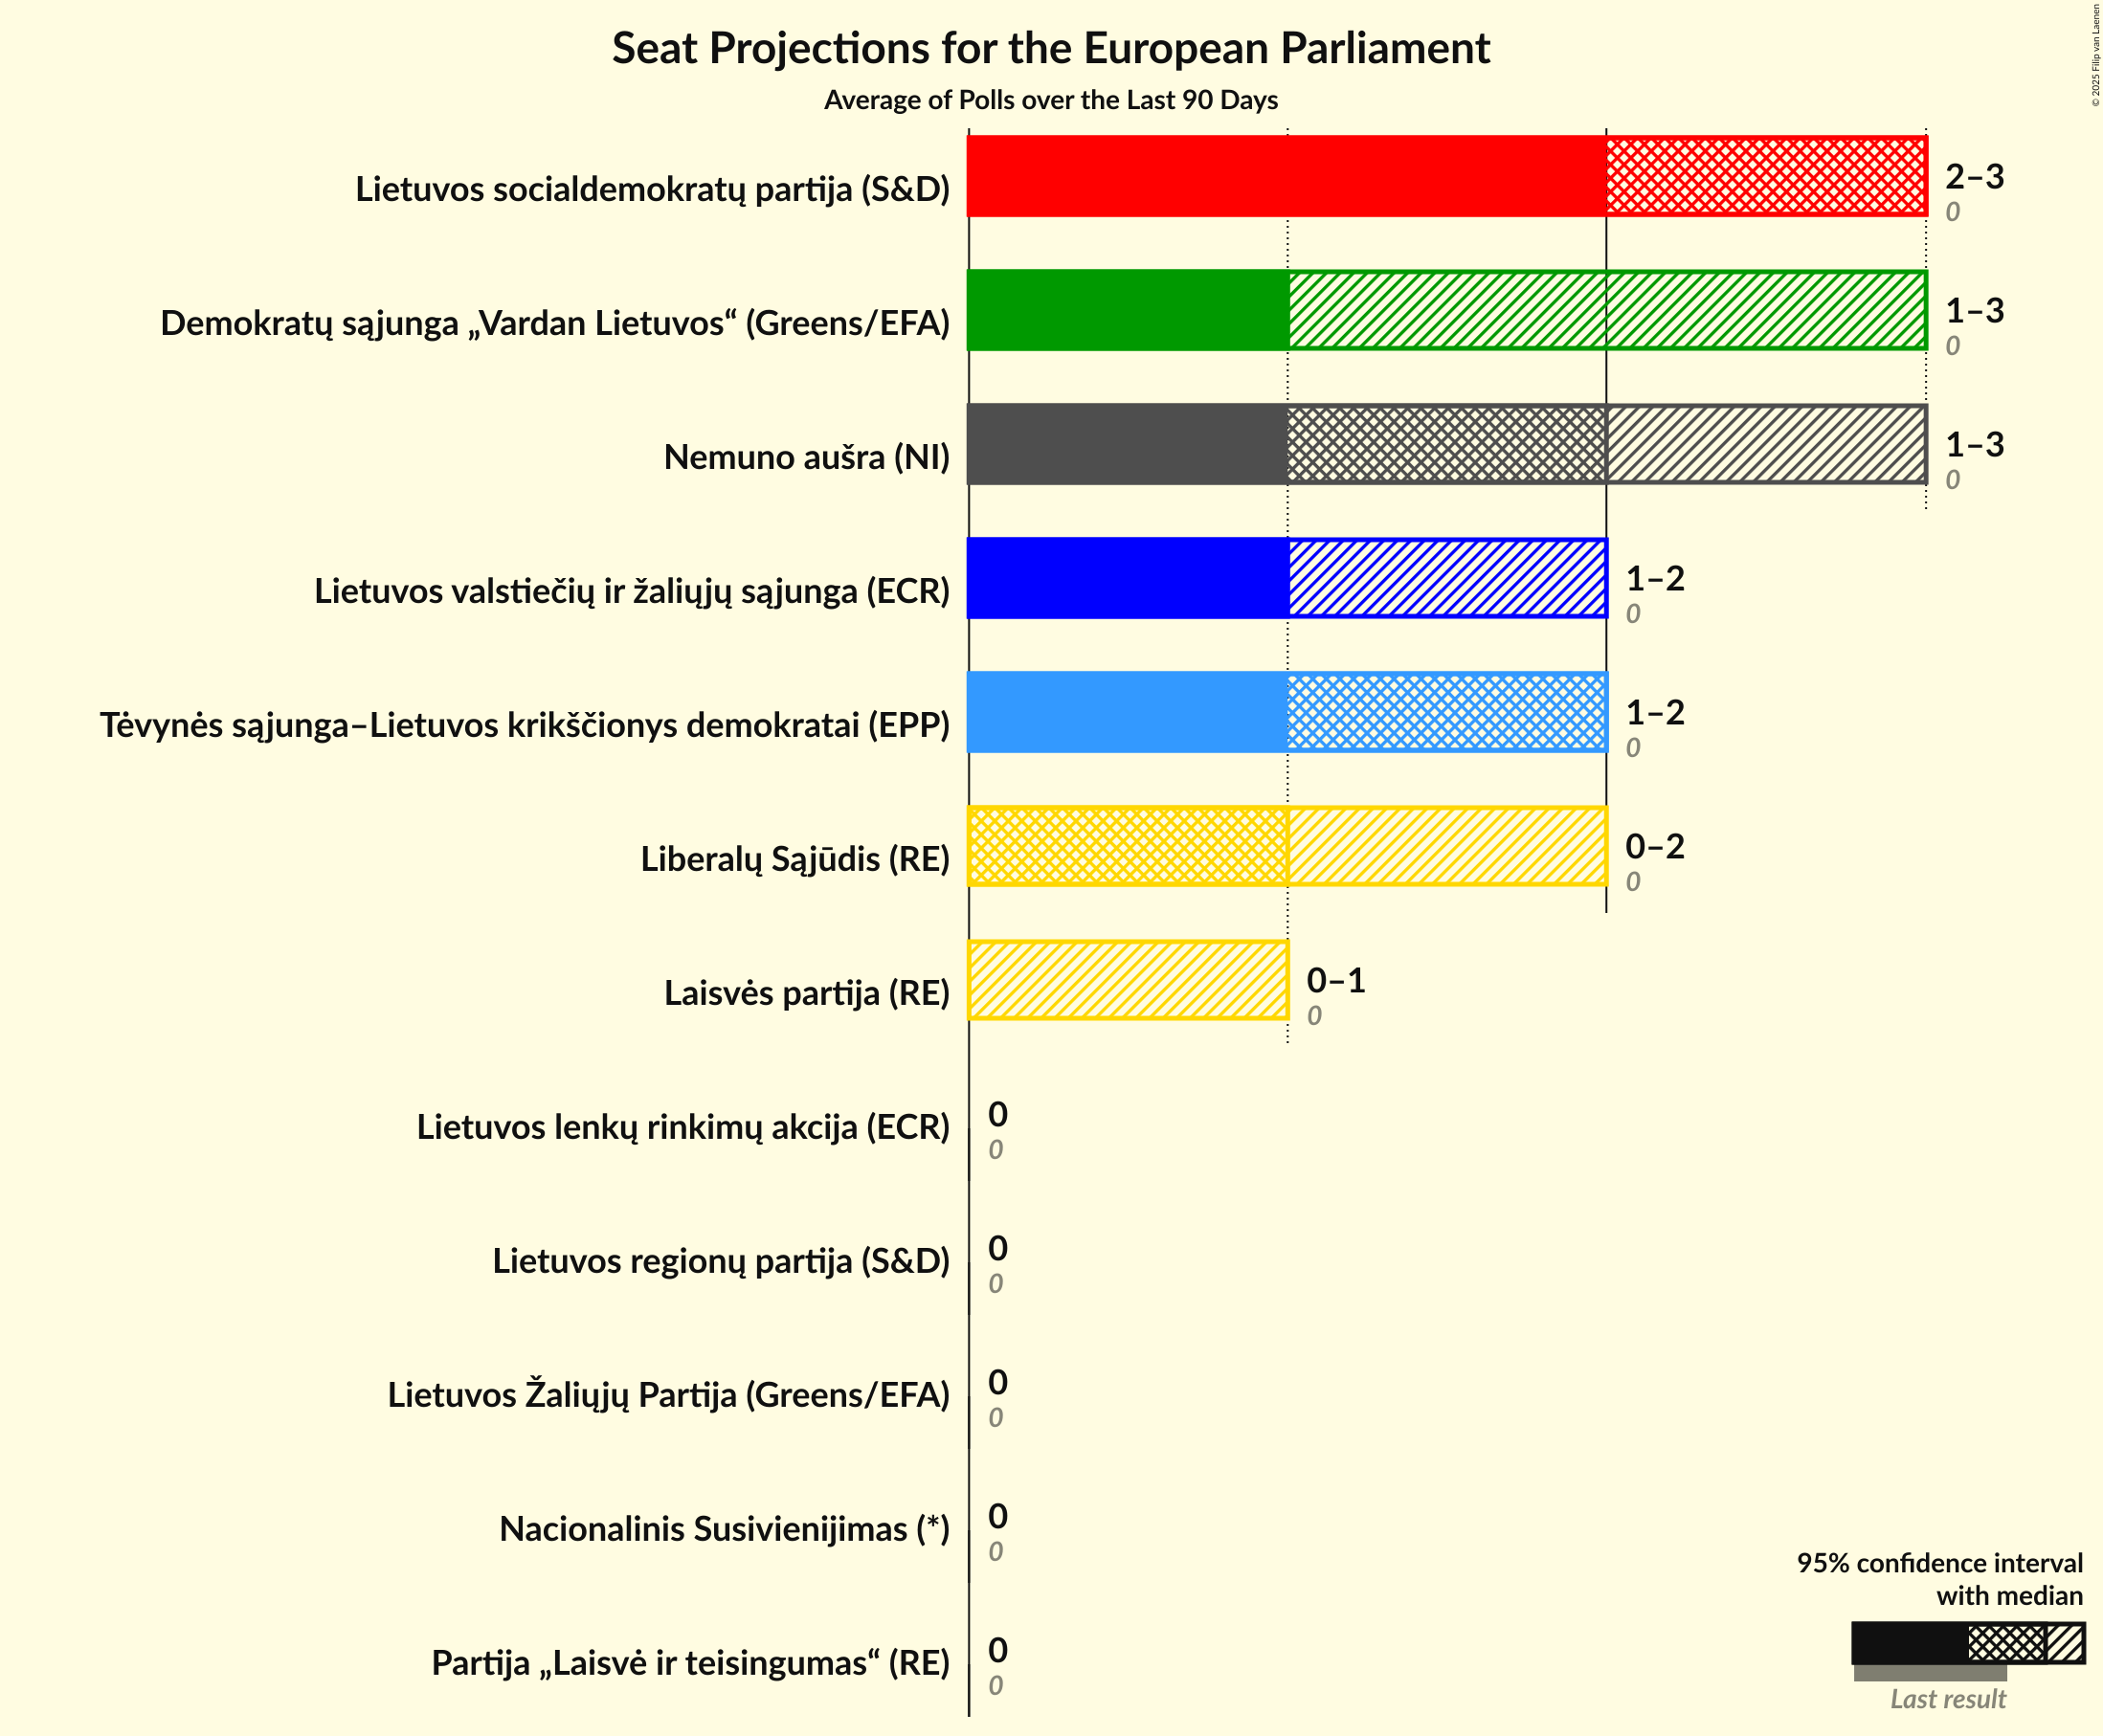 Seat Projections for the European Parliament
Average of Polls over the Last 90 Days
© 2025 Filip van Laenen
Lietuvos socialdemokratų partija (S&D)
2–3
0
Demokratų sąjunga „Vardan Lietuvos“ (Greens/EFA)
1–3
0
Nemuno aušra (NI)
1–3
0
Lietuvos valstiečių ir žaliųjų sąjunga (ECR)
1–2
0
Tėvynės sąjunga–Lietuvos krikščionys demokratai (EPP)
1–2
0
Liberalų Sąjūdis (RE)
0–2
0
Laisvės partija (RE)
0–1
0
Lietuvos lenkų rinkimų akcija (ECR)
0
0
Lietuvos regionų partija (S&D)
0
0
Lietuvos Žaliųjų Partija (Greens/EFA)
0
0
Nacionalinis Susivienijimas (*)
0
0
Partija „Laisvė ir teisingumas“ (RE)
0
0
95% confidence interval
with median
Last result